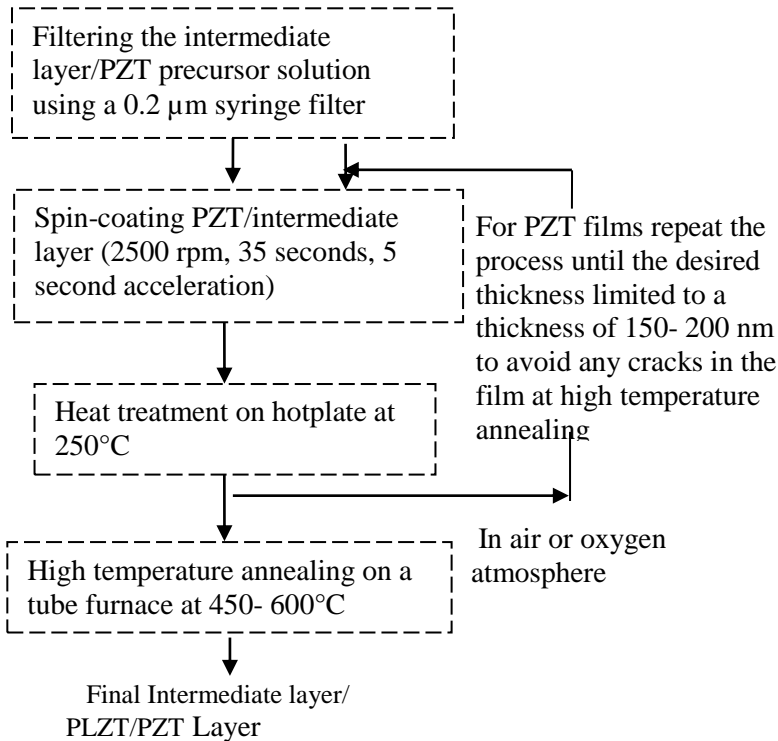 Filtering the intermediate
layer/PZT precursor solution
using a 0.2 µm syringe filter
Spin-coating PZT/intermediate
layer (2500 rpm, 35 seconds, 5
second acceleration)
For PZT films repeat the
process until the desired
thickness limited to a
thickness of 150- 200 nm
to avoid any cracks in the
film at high temperature
annealing
Heat treatment on hotplate at
250°C
In air or oxygen
atmosphere
High temperature annealing on a
tube furnace at 450- 600°C
Final Intermediate layer/
PLZT/PZT Layer